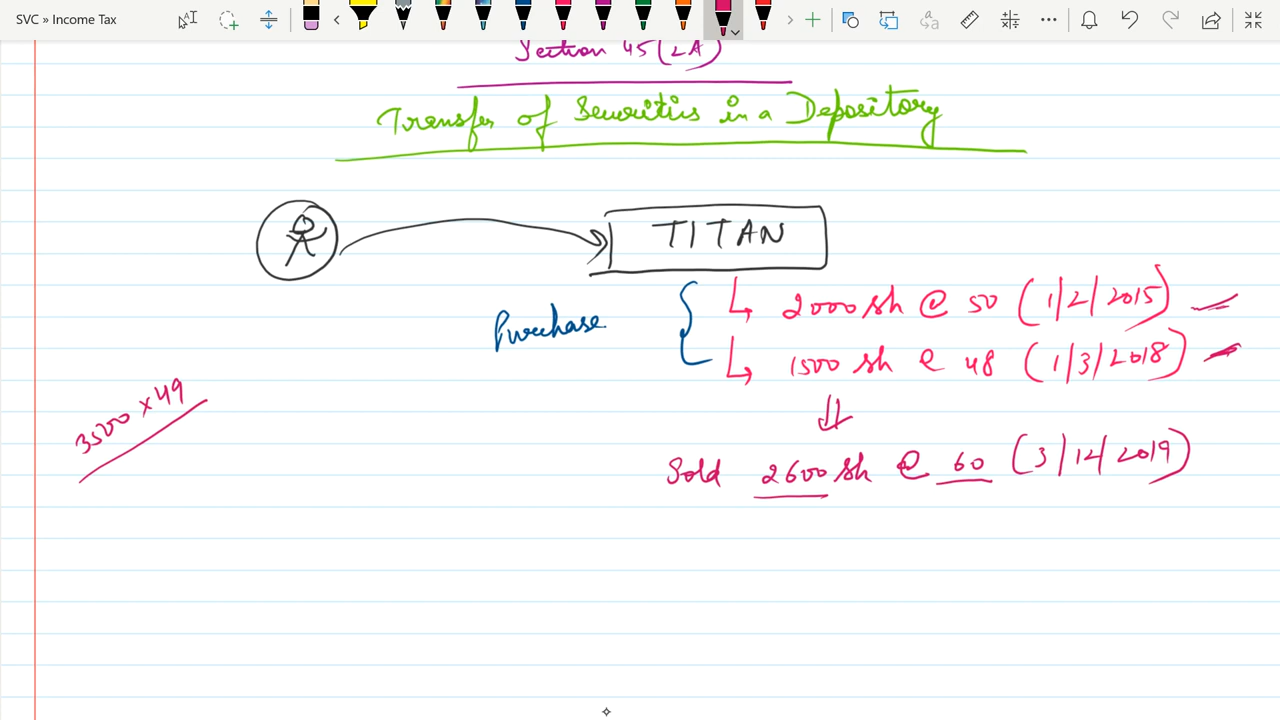 SVC » Income Tax
Section 45(2A)
Transfer of Securities in a Depository
TITAN
Purchase
2000 sh @ 50 (1/2/2015)
1500 sh @ 48 (1/3/2018)
3500 x 49
Sold 2600 sh @ 60 (3/12/2019)